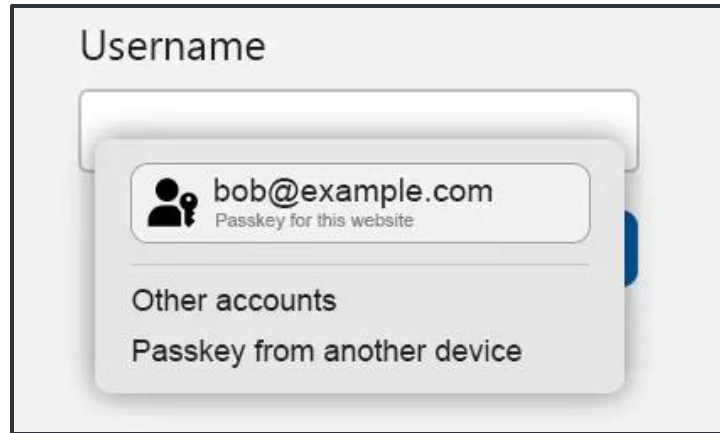 Username
bob@example.com
Passkey for this website
Other accounts
Passkey from another device